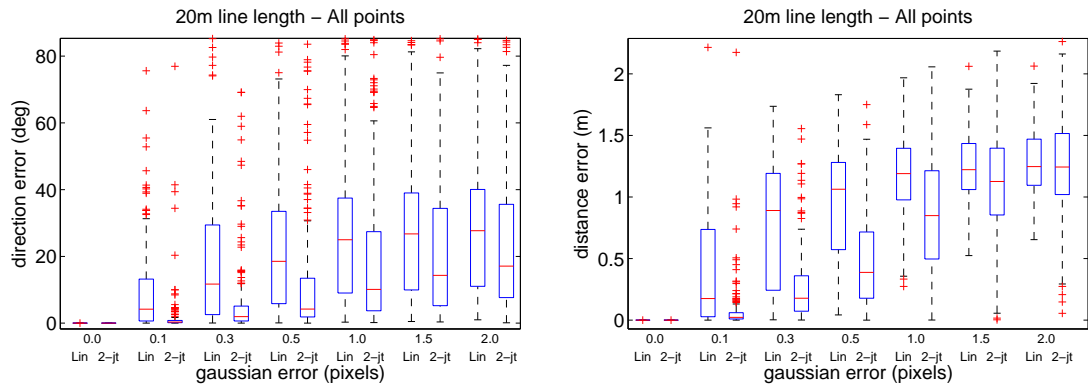 20m line length – All points
80
60
40
20
0
direction error (deg)
0.0 0.1 0.3 0.5 1.0 1.5 2.0
Lin 2–jt Lin 2–jt Lin 2–jt Lin 2–jt Lin 2–jt Lin 2–jt Lin 2–jt
gaussian error (pixels)
20m line length – All points
2
1.5
1
0.5
0
distance error (m)
0.0 0.1 0.3 0.5 1.0 1.5 2.0
Lin 2–jt Lin 2–jt Lin 2–jt Lin 2–jt Lin 2–jt Lin 2–jt Lin 2–jt
gaussian error (pixels)